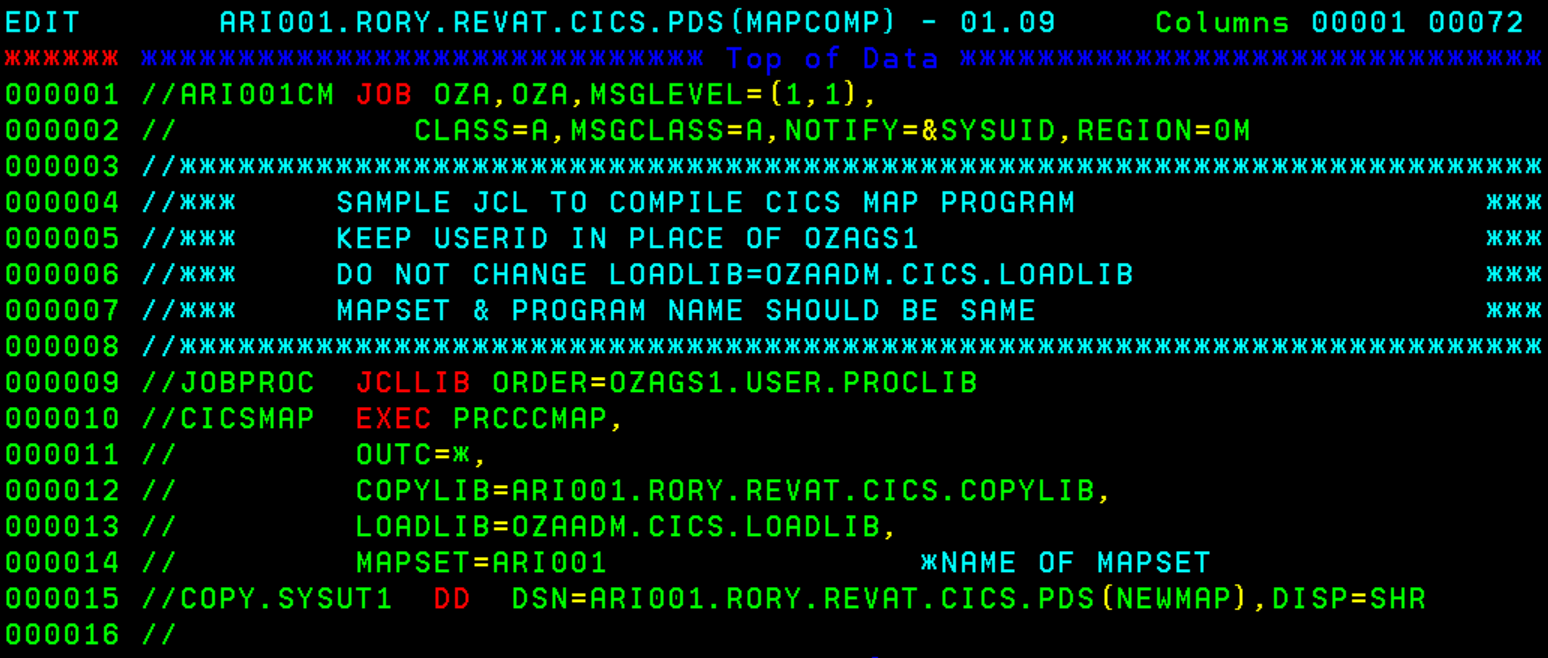 EDIT       ARI001.RORY.REVAT.CICS.PDS(MAPCOMP) - 01.09     Columns 00001 00072
****** ***************************** Top of Data ******************************
000001 //ARI001CM JOB OZA,OZA,MSGLEVEL=(1,1),
000002 //            CLASS=A,MSGCLASS=A,NOTIFY=&SYSUID,REGION=0M
000003 //**********************************************************************
000004 //***     SAMPLE JCL TO COMPILE CICS MAP PROGRAM                     ***
000005 //***     KEEP USERID IN PLACE OF OZAGS1                             ***
000006 //***     DO NOT CHANGE LOADLIB=OZAADM.CICS.LOADLIB                  ***
000007 //***     MAPSET & PROGRAM NAME SHOULD BE SAME                       ***
000008 //**********************************************************************
000009 //JOBPROC  JCLLIB ORDER=OZAGS1.USER.PROCLIB
000010 //CICSMAP  EXEC PRCCCMAP,
000011 //         OUTC=*,
000012 //         COPYLIB=ARI001.RORY.REVAT.CICS.COPYLIB,
000013 //         LOADLIB=OZAADM.CICS.LOADLIB,
000014 //         MAPSET=ARI001                *NAME OF MAPSET
000015 //COPY.SYSUT1  DD  DSN=ARI001.RORY.REVAT.CICS.PDS(NEWMAP),DISP=SHR
000016 //